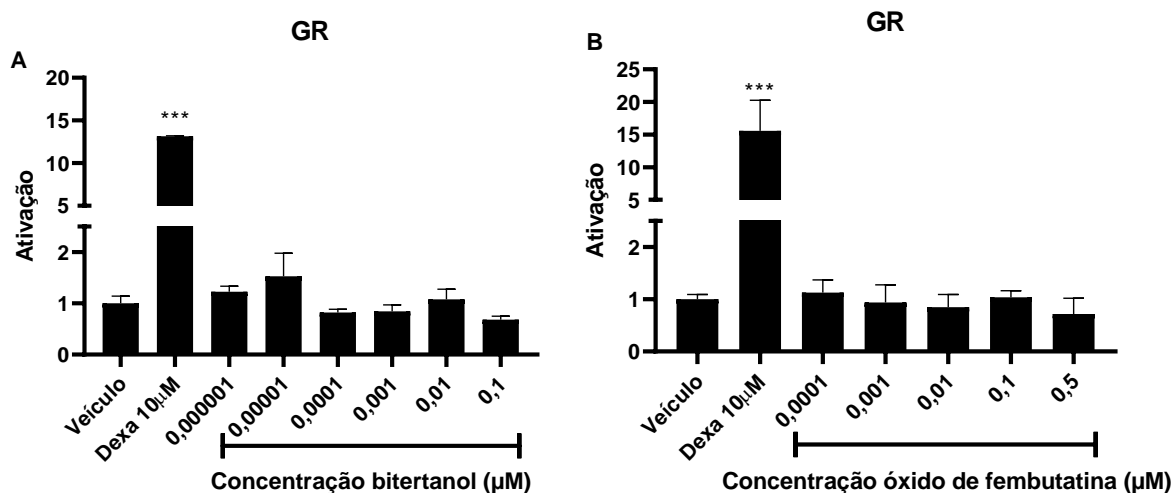 A
GR
Ativação
20
15
10
5
2
1
0
***
Veículo
Dexa 10µM
0,000001
0,00001
0,0001
0,001
0,01
0,1
Concentração bitertanol (µM)
B
GR
Ativação
25
20
15
10
5
2
1
0
***
Veículo
Dexa 10µM
0,0001
0,001
0,01
0,1
0,5
Concentração óxido de fembutatina (µM)